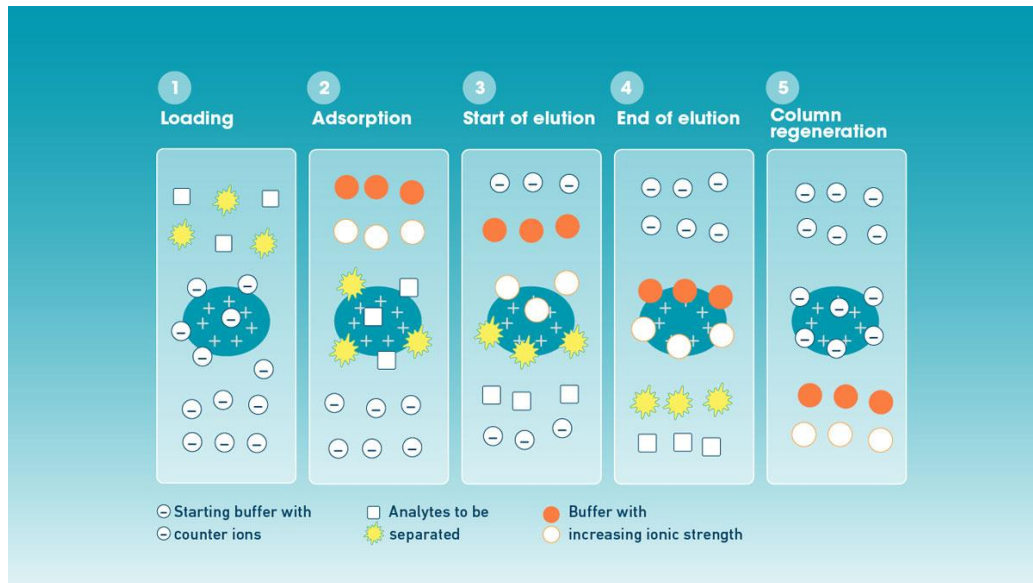 1
Loading
2
Adsorption
3
Start of elution
4
End of elution
5
Column
regeneration
Starting buffer with
counter ions
Analytes to be
separated
Buffer with
increasing ionic strength